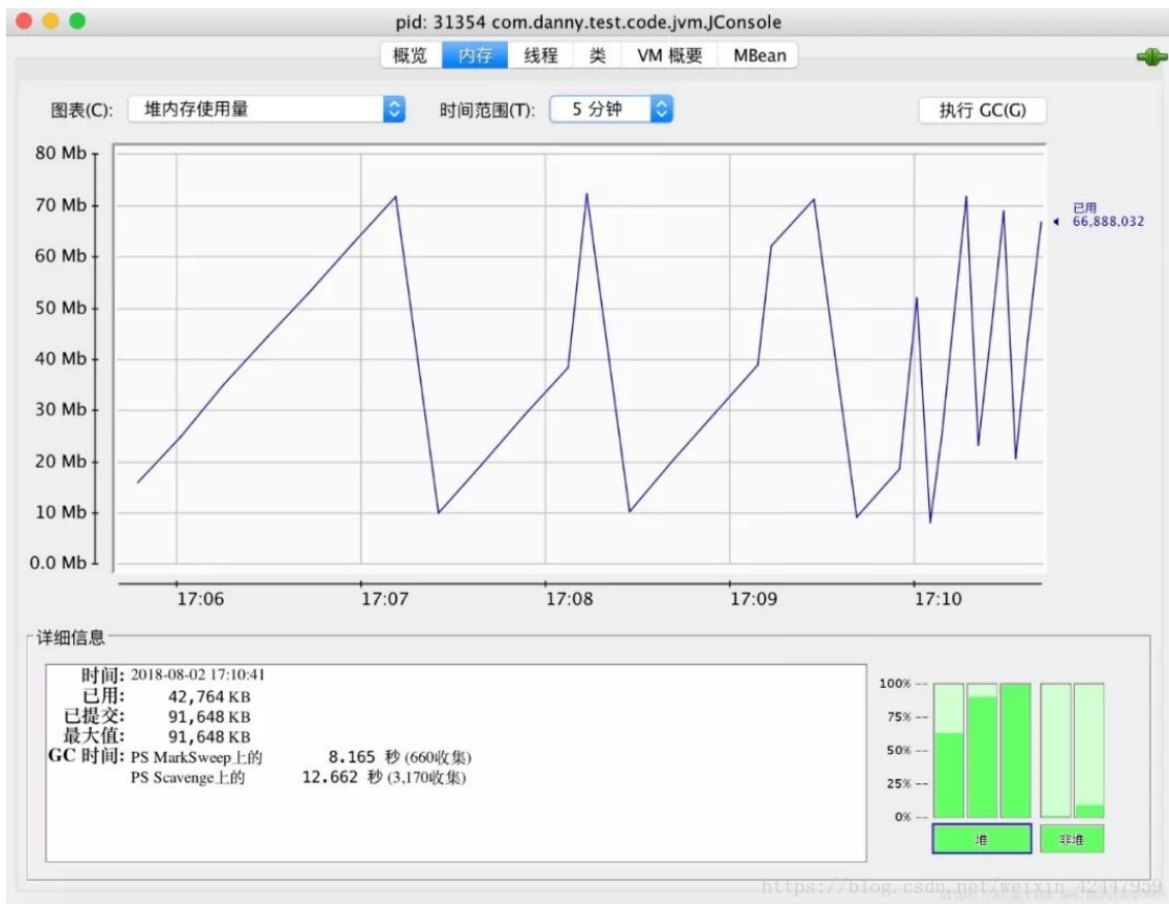 pid: 31354 com.danny.test.code.jvm.JConsole
概览 内存 线程 类 VM 概要 MBean
图表(C): 堆内存使用量 时间范围(T): 5 分钟 执行 GC(G)
80 Mb
70 Mb
60 Mb
50 Mb
40 Mb
30 Mb
20 Mb
10 Mb
0.0 Mb
已用
66,888,032
17:06 17:07 17:08 17:09 17:10
详细信息
时间: 2018-08-02 17:10:41
已用: 42,764 KB
已提交: 91,648 KB
最大值: 91,648 KB
GC 时间: PS MarkSweep上的 8.165 秒 (660收集)
PS Scavenge上的 12.662 秒 (3,170收集)
100% --
75% --
50% --
25% --
0% --
堆 非堆
https://blog.csdn.net/weixin_42447959